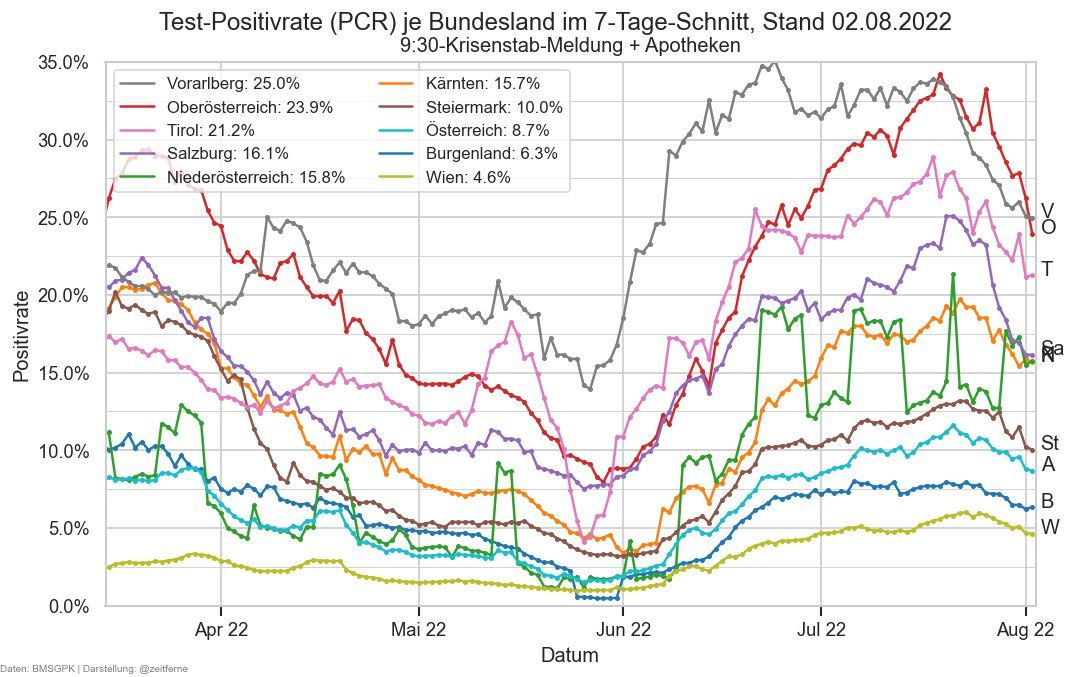 Test-Positivrate (PCR) je Bundesland im 7-Tage-Schnitt, Stand 02.08.2022
9:30-Krisenstab-Meldung + Apotheken
35.0%
30.0%
25.0%
20.0%
15.0%
10.0%
5.0%
0.0%
Positivrate
Vorarlberg: 25.0%
Oberösterreich: 23.9%
Tirol: 21.2%
Salzburg: 16.1%
Niederösterreich: 15.8%
Kärnten: 15.7%
Steiermark: 10.0%
Österreich: 8.7%
Burgenland: 6.3%
Wien: 4.6%
V
O
T
Sa
St
A
B
W
Apr 22
Mai 22
Jun 22
Jul 22
Aug 22
Datum
Daten: BMSGPK | Darstellung: @zeitferne